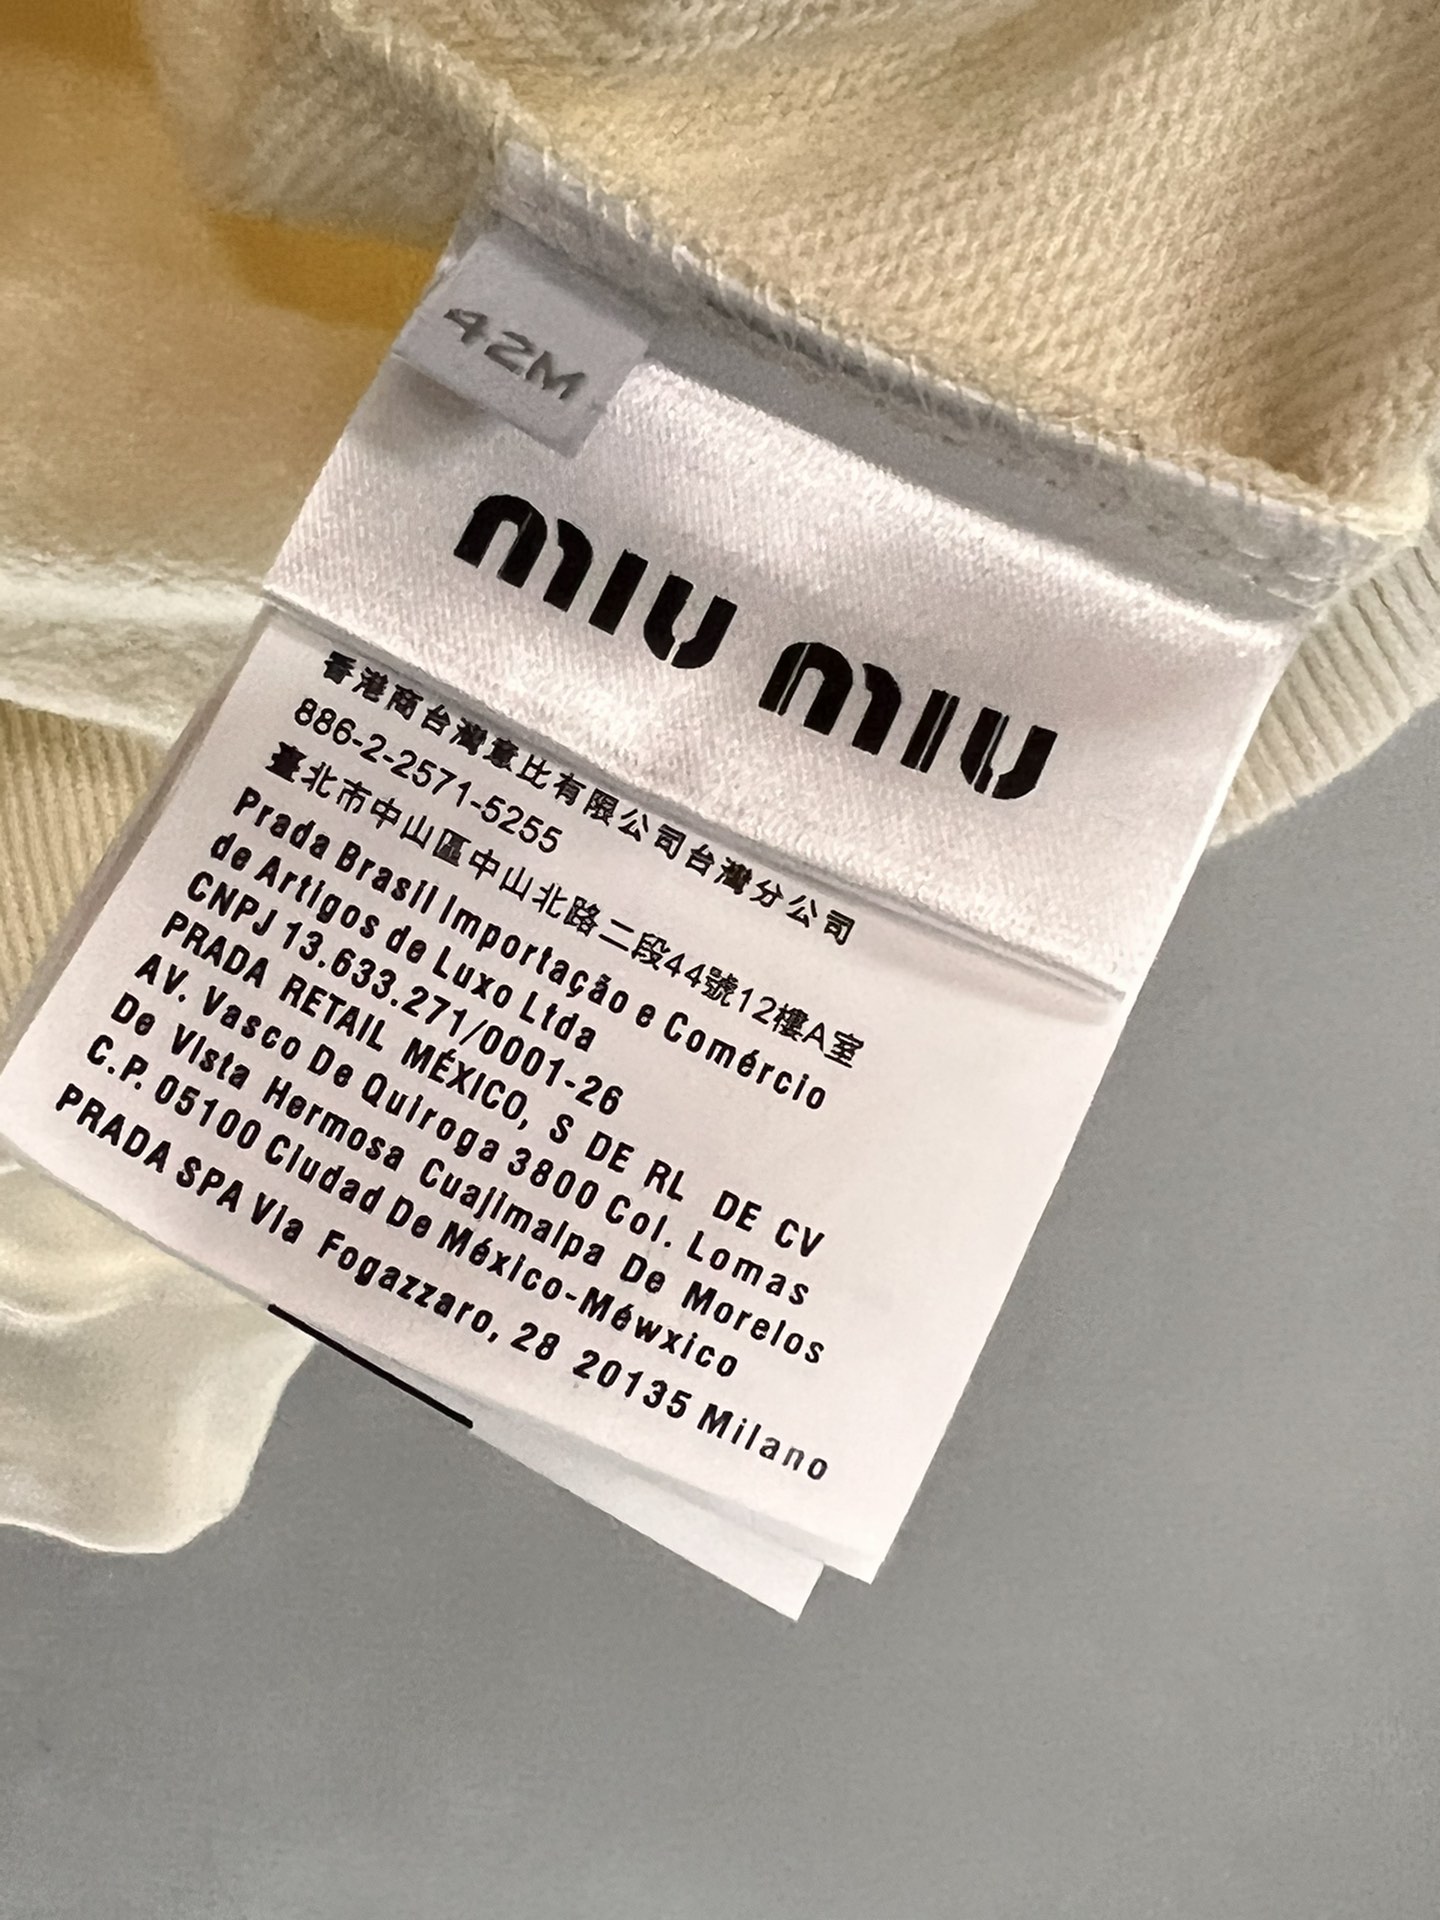 42M
miu miu
香港商台灣意比有限公司台灣分公司
886-2-2571-5255
臺北市中山區中山北路二段44號12樓A室
Prada Brasil Importação e Comércio
de Artigos de Luxo Ltda
CNPJ 13.633.271/0001-26
PRADA RETAIL MÉXICO, S DE RL DE CV
AV. Vasco De Quiroga 3800 Col. Lomas
De Vista Hermosa Cuajimalpa De Morelos
C.P. 05100 Ciudad De México-Méwxico
PRADA SPA Via Fogazzaro, 28 20135 Milano